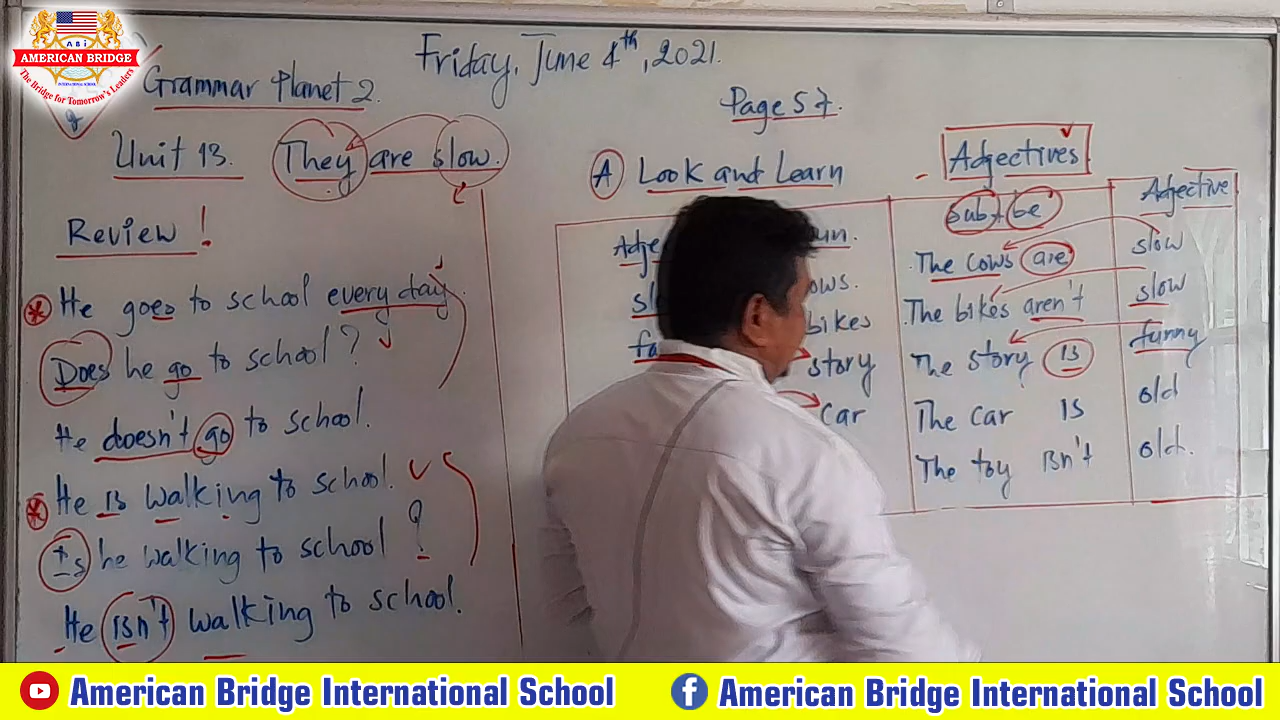 ABi
AMERICAN BRIDGE
INTERNATIONAL SCHOOL
The Bridge for Tomorrow's Leaders
Friday, June 4th, 2021.
Grammar Planet 2.
Page 57.
Unit 13. They are slow.
Review !
* He goes to school every day.
Does he go to school?
He doesn't go to school.
* He is walking to school.
Is he walking to school?
He isn't walking to school.
A Look and Learn
Adjectives
bikes
story
car
Sub + be
Adjective
The cows are slow
The bikes aren't slow
The story is funny
The car is old
The toy isn't old.
American Bridge International School
American Bridge International School